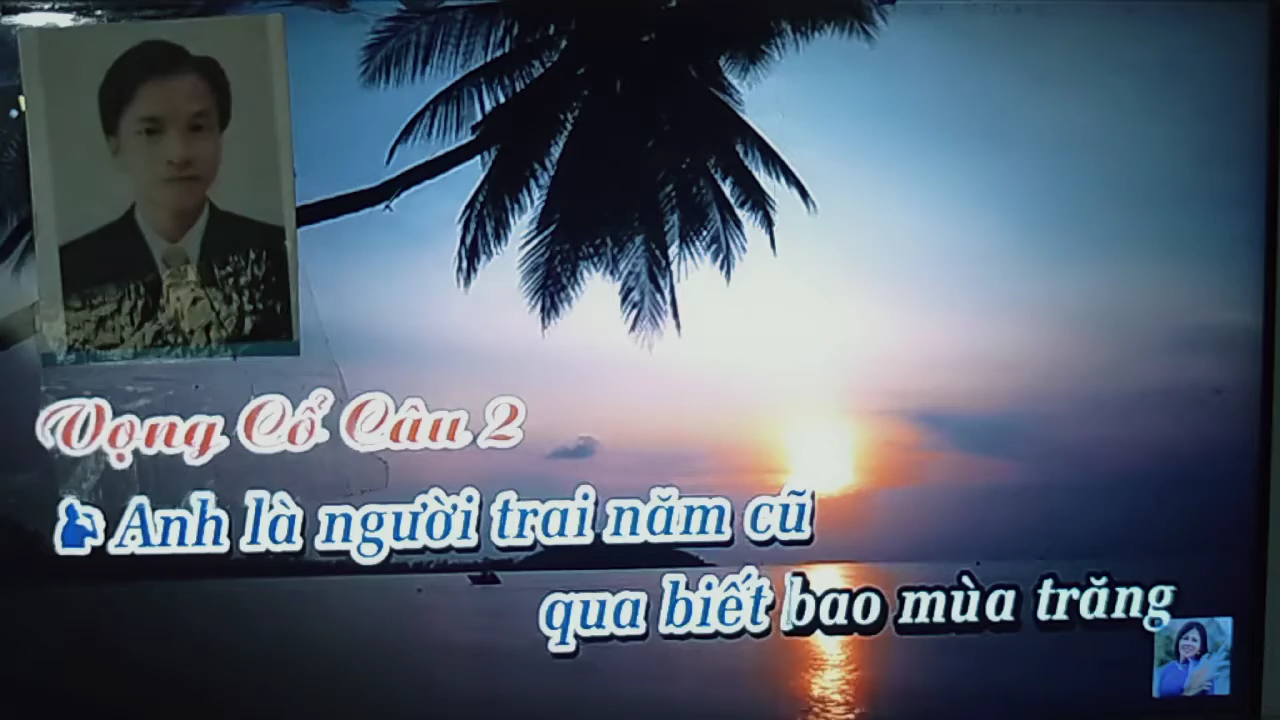 Vọng Cổ Câu 2
Anh là người trai năm cũ
qua biết bao mùa trăng